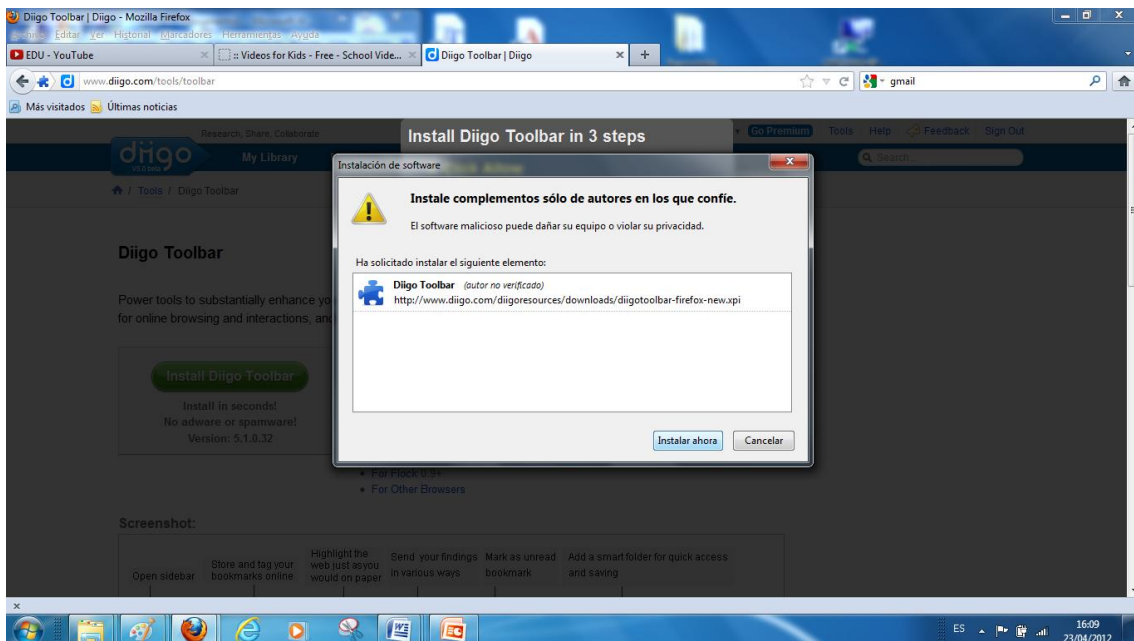 Diigo Toolbar | Diigo - Mozilla Firefox
Editar Ver Historial Marcadores Herramientas Ayuda
EDU - YouTube
:: Videos for Kids - Free - School Vide...
Diigo Toolbar | Diigo
www.diigo.com/tools/toolbar
gmail
Más visitados
Últimas noticias
Research, Share, Collaborate
Install Diigo Toolbar in 3 steps
Go Premium
Tools
Help
Feedback
Sign Out
diigo
V5.0 beta
My Library
Search...
/ Tools / Diigo Toolbar
Instalación de software
Instale complementos sólo de autores en los que confíe.
El software malicioso puede dañar su equipo o violar su privacidad.
Ha solicitado instalar el siguiente elemento:
Diigo Toolbar (autor no verificado)
http://www.diigo.com/diigoresources/downloads/diigotoolbar-firefox-new.xpi
Instalar ahora
Cancelar
Diigo Toolbar
Power tools to substantially enhance
for online browsing and interactions,
Install Diigo Toolbar
Install in seconds!
No adware or spamware!
Version: 5.1.0.32
For Flock 0.9+
For Other Browsers
Screenshot:
Open sidebar
Store and tag your
bookmarks online
Highlight the
web just as you
would on paper
Send your findings
in various ways
Mark as unread
bookmark
Add a smart folder for quick access
and saving
ES
16:09
23/04/2012